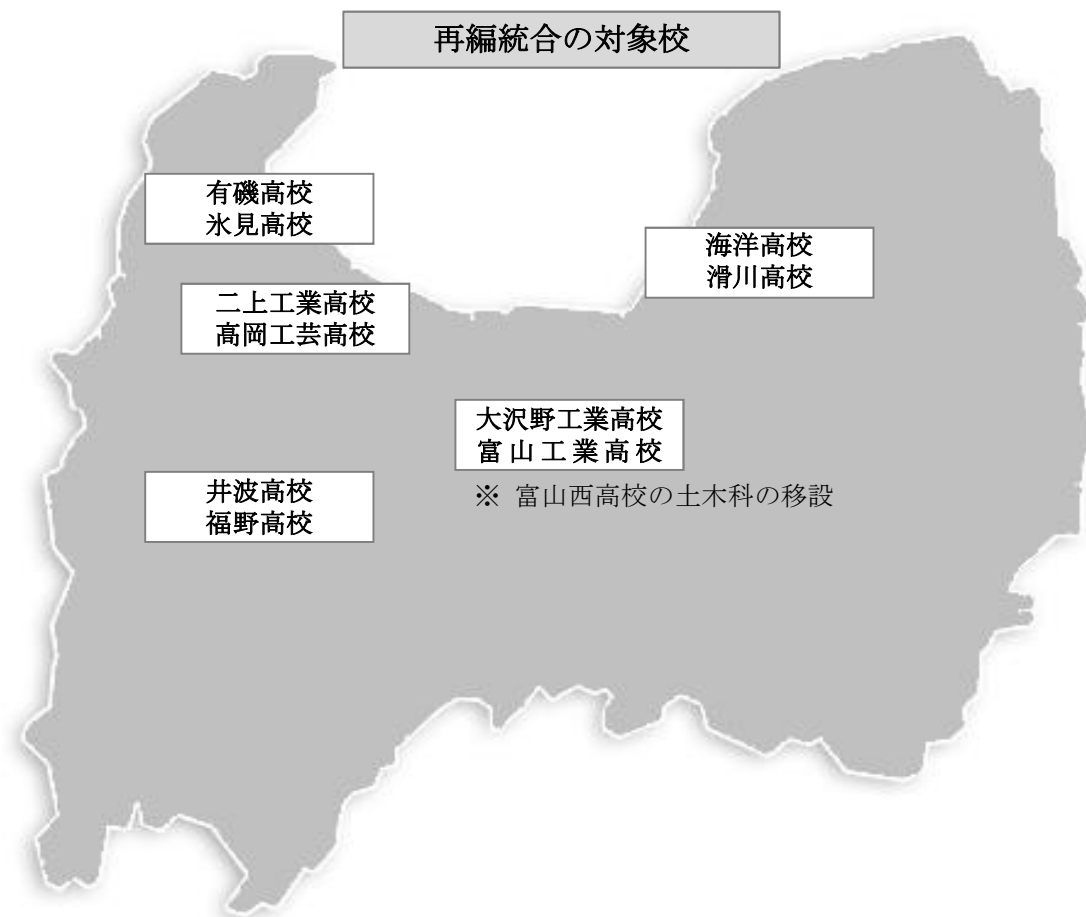 再編統合の対象校
有磯高校
氷見高校
海洋高校
滑川高校
二上工業高校
高岡工芸高校
大沢野工業高校
富山工業高校
※ 富山西高校の土木科の移設
井波高校
福野高校